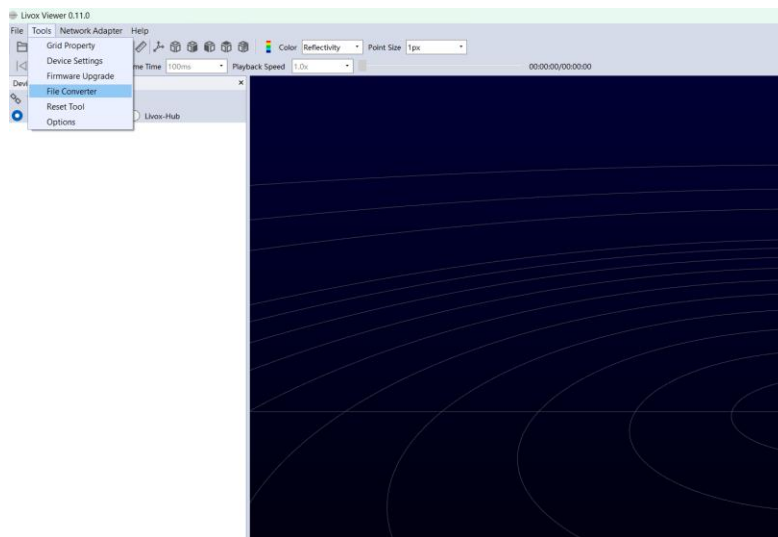 Livox Viewer 0.11.0
File Tools Network Adapter Help
Color Reflectivity Point Size 1px
me Time 100ms Playback Speed 1.0x 00:00:00/00:00:00
Devi
Livox-Hub
Grid Property
Device Settings
Firmware Upgrade
File Converter
Reset Tool
Options